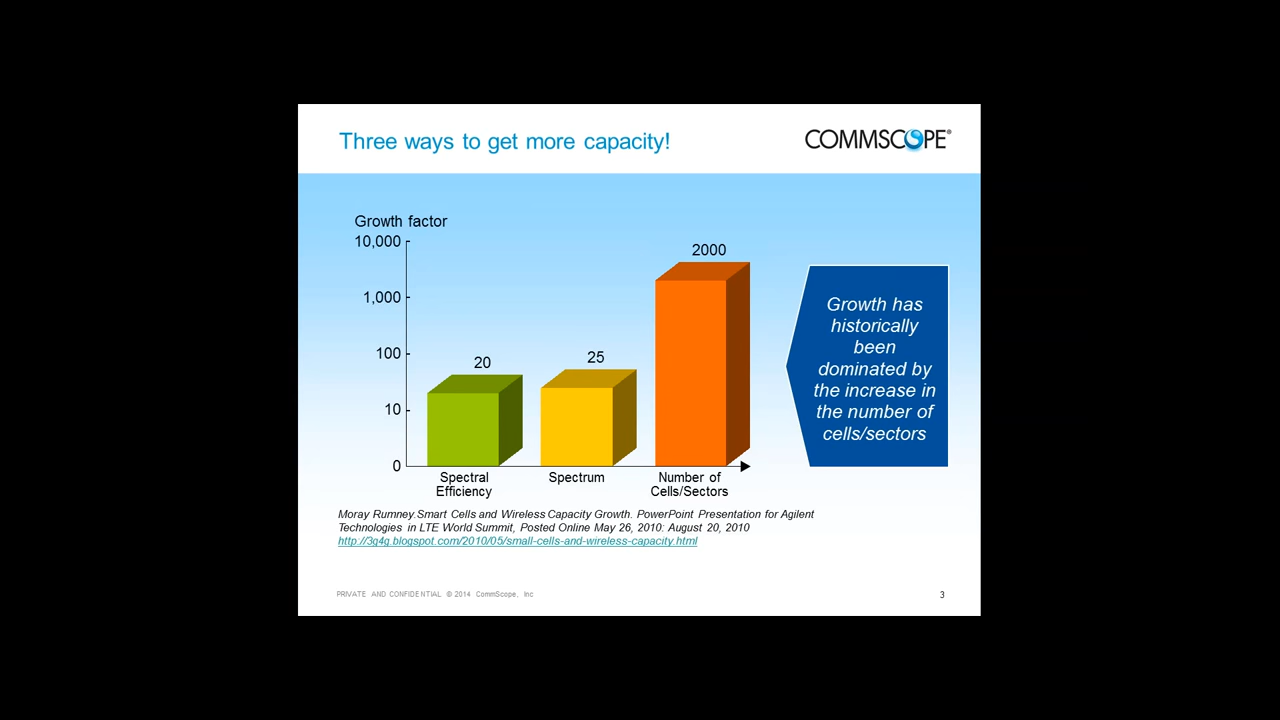 Three ways to get more capacity!
COMMSCOPE®
Growth factor
10,000
1,000
100
10
0
20
25
2000
Spectral
Efficiency
Spectrum
Number of
Cells/Sectors
Growth has
historically
been
dominated by
the increase in
the number of
cells/sectors
Moray Rumney.Smart Cells and Wireless Capacity Growth. PowerPoint Presentation for Agilent
Technologies in LTE World Summit, Posted Online May 26, 2010: August 20, 2010
http://3g4g.blogspot.com/2010/05/small-cells-and-wireless-capacity.html
PRIVATE AND CONFIDENTIAL © 2014 CommScope, Inc
3